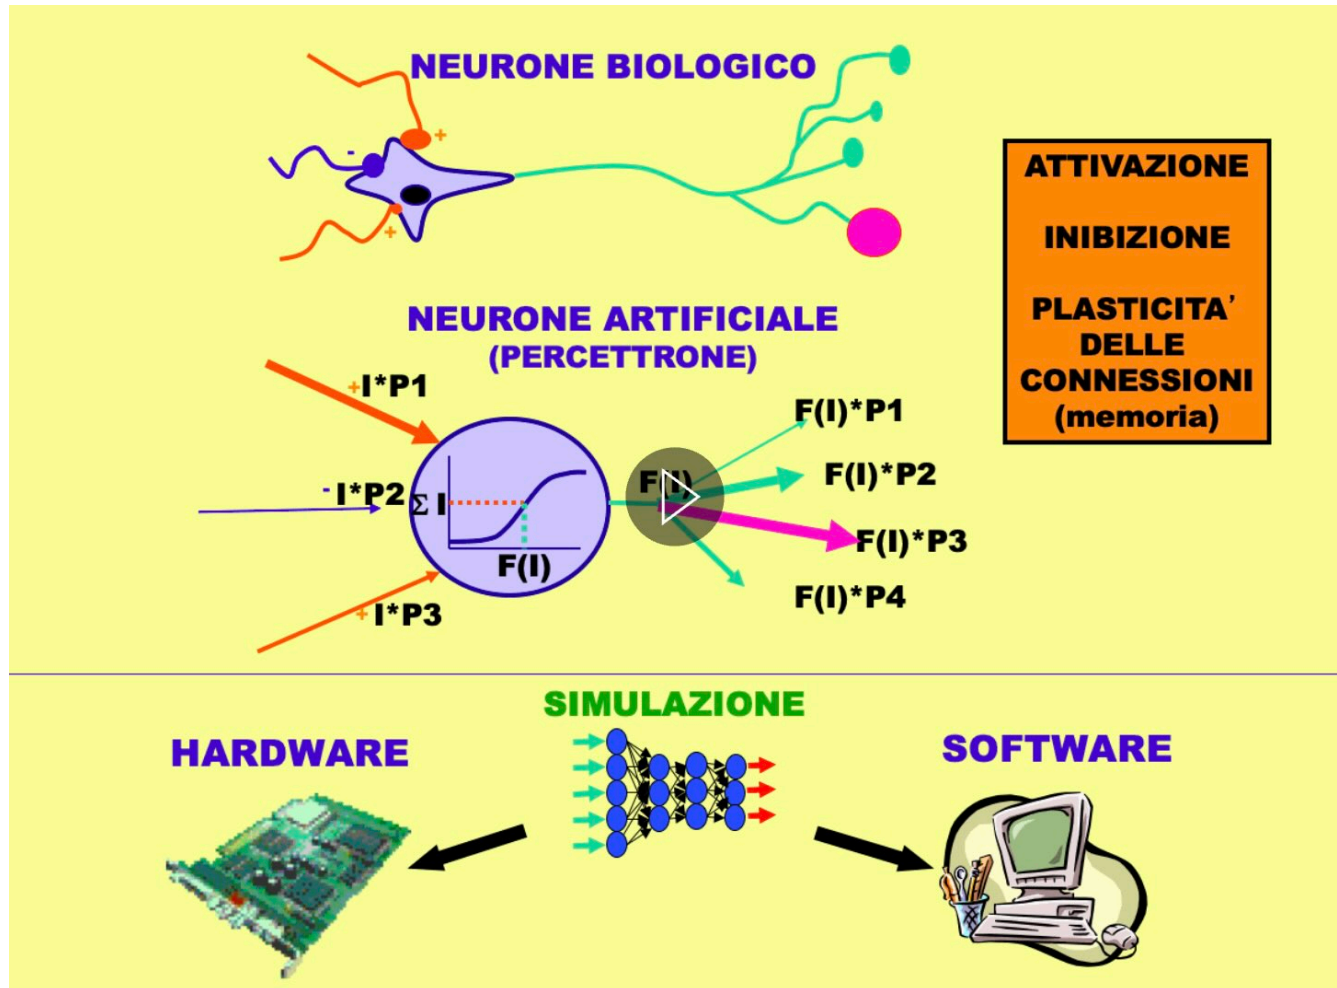 NEURONE BIOLOGICO
+
-
+
ATTIVAZIONE
INIBIZIONE
PLASTICITA’
DELLE
CONNESSIONI
(memoria)
NEURONE ARTIFICIALE
(PERCETTRONE)
+I*P1
- I*P2
+ I*P3
Σ I
F(I)
F(I)
F(I)*P1
F(I)*P2
F(I)*P3
F(I)*P4
SIMULAZIONE
HARDWARE
SOFTWARE